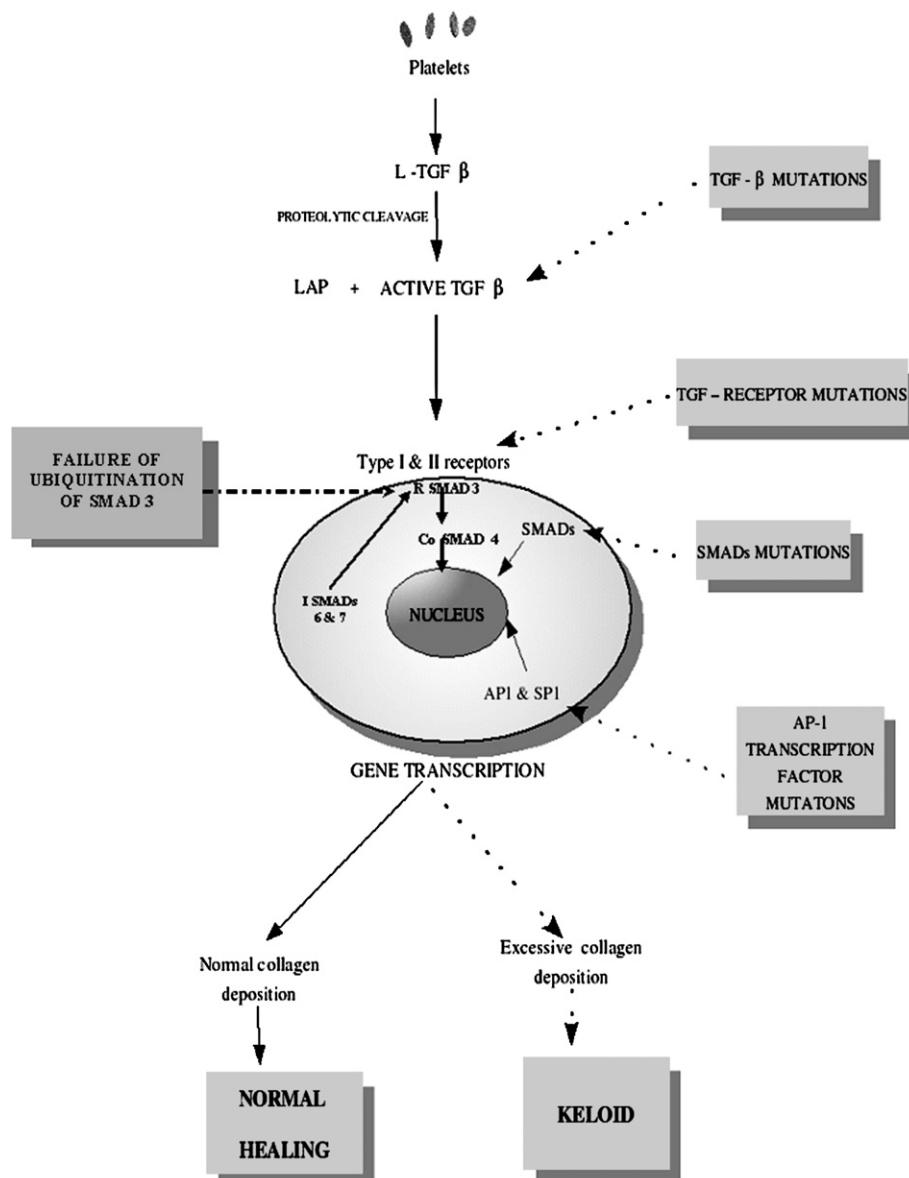 Platelets
L -TGF β
PROTEOLYTIC CLEAVAGE
TGF - β MUTATIONS
LAP + ACTIVE TGF β
TGF – RECEPTOR MUTATIONS
FAILURE OF
UBIQUITINATION
OF SMAD 3
Type I & II receptors
R SMAD 3
Co SMAD 4
SMADs
SMADs MUTATIONS
I SMADs
6 & 7
NUCLEUS
AP1 & SP1
AP-1
TRANSCRIPTION
FACTOR
MUTATONS
GENE TRANSCRIPTION
Normal collagen
deposition
Excessive collagen
deposition
NORMAL
HEALING
KELOID